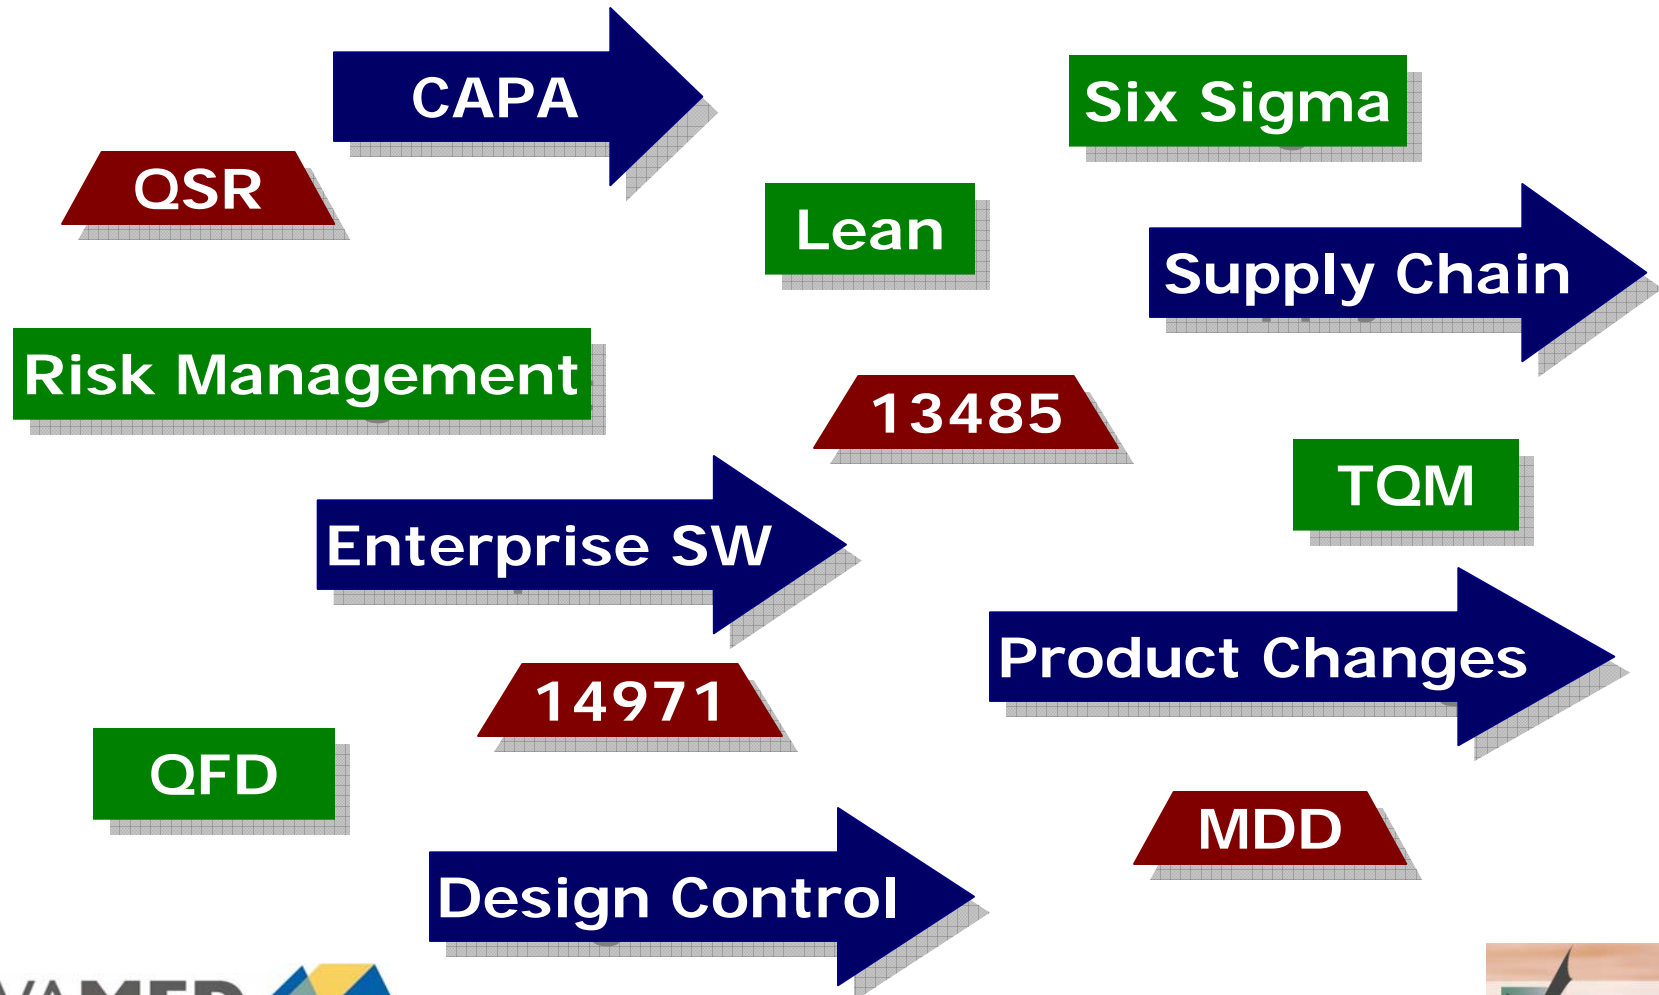 CAPA
Six Sigma
QSR
Lean
Supply Chain
Risk Management
13485
TQM
Enterprise SW
Product Changes
14971
QFD
MDD
Design Control